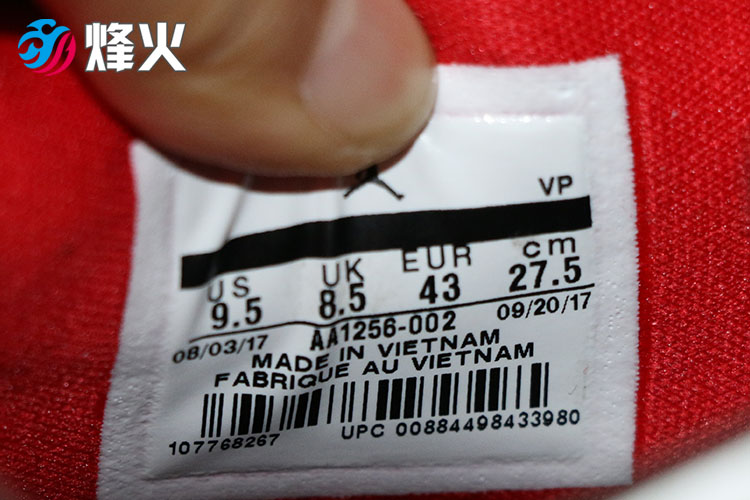 烽火
VP
US UK EUR cm
9.5 8.5 43 27.5
08/03/17 AA1256-002 09/20/17
MADE IN VIETNAM
FABRIQUE AU VIETNAM
107768267 UPC 00884498433980